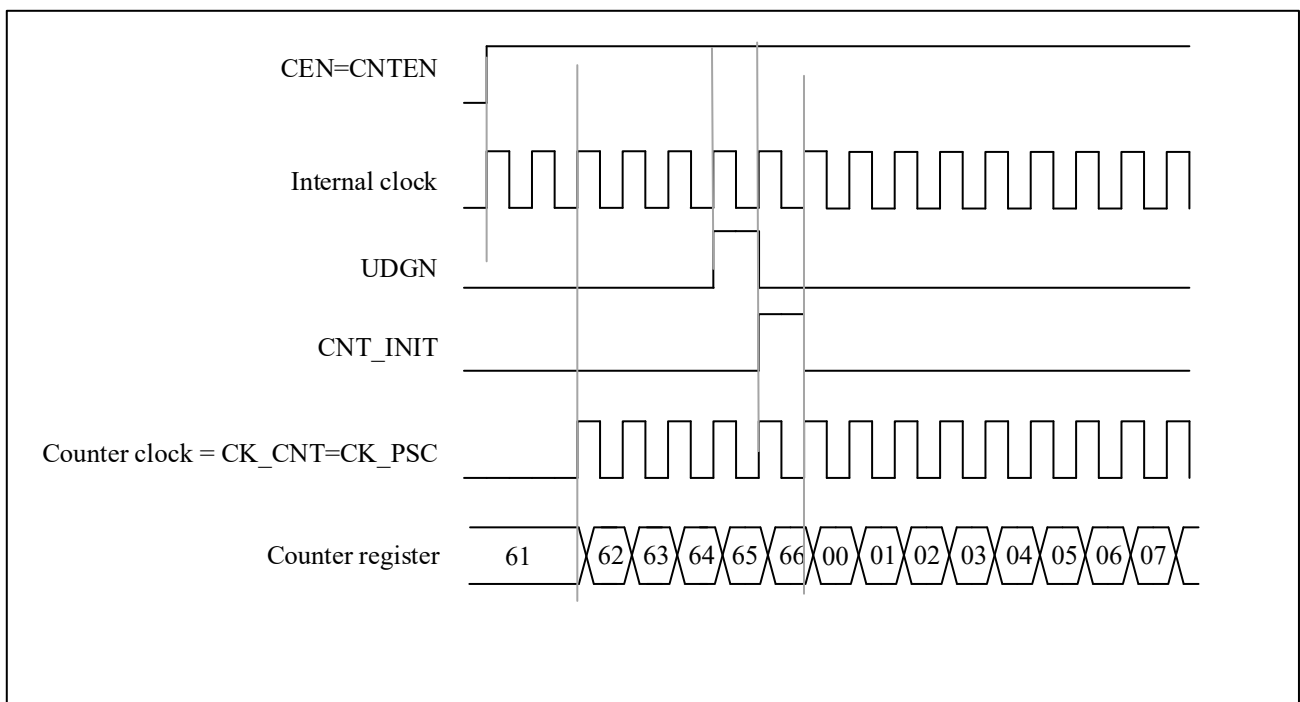 CEN=CNTEN
Internal clock
UDGN
CNT_INIT
Counter clock = CK_CNT=CK_PSC
Counter register 61 62 63 64 65 66 00 01 02 03 04 05 06 07